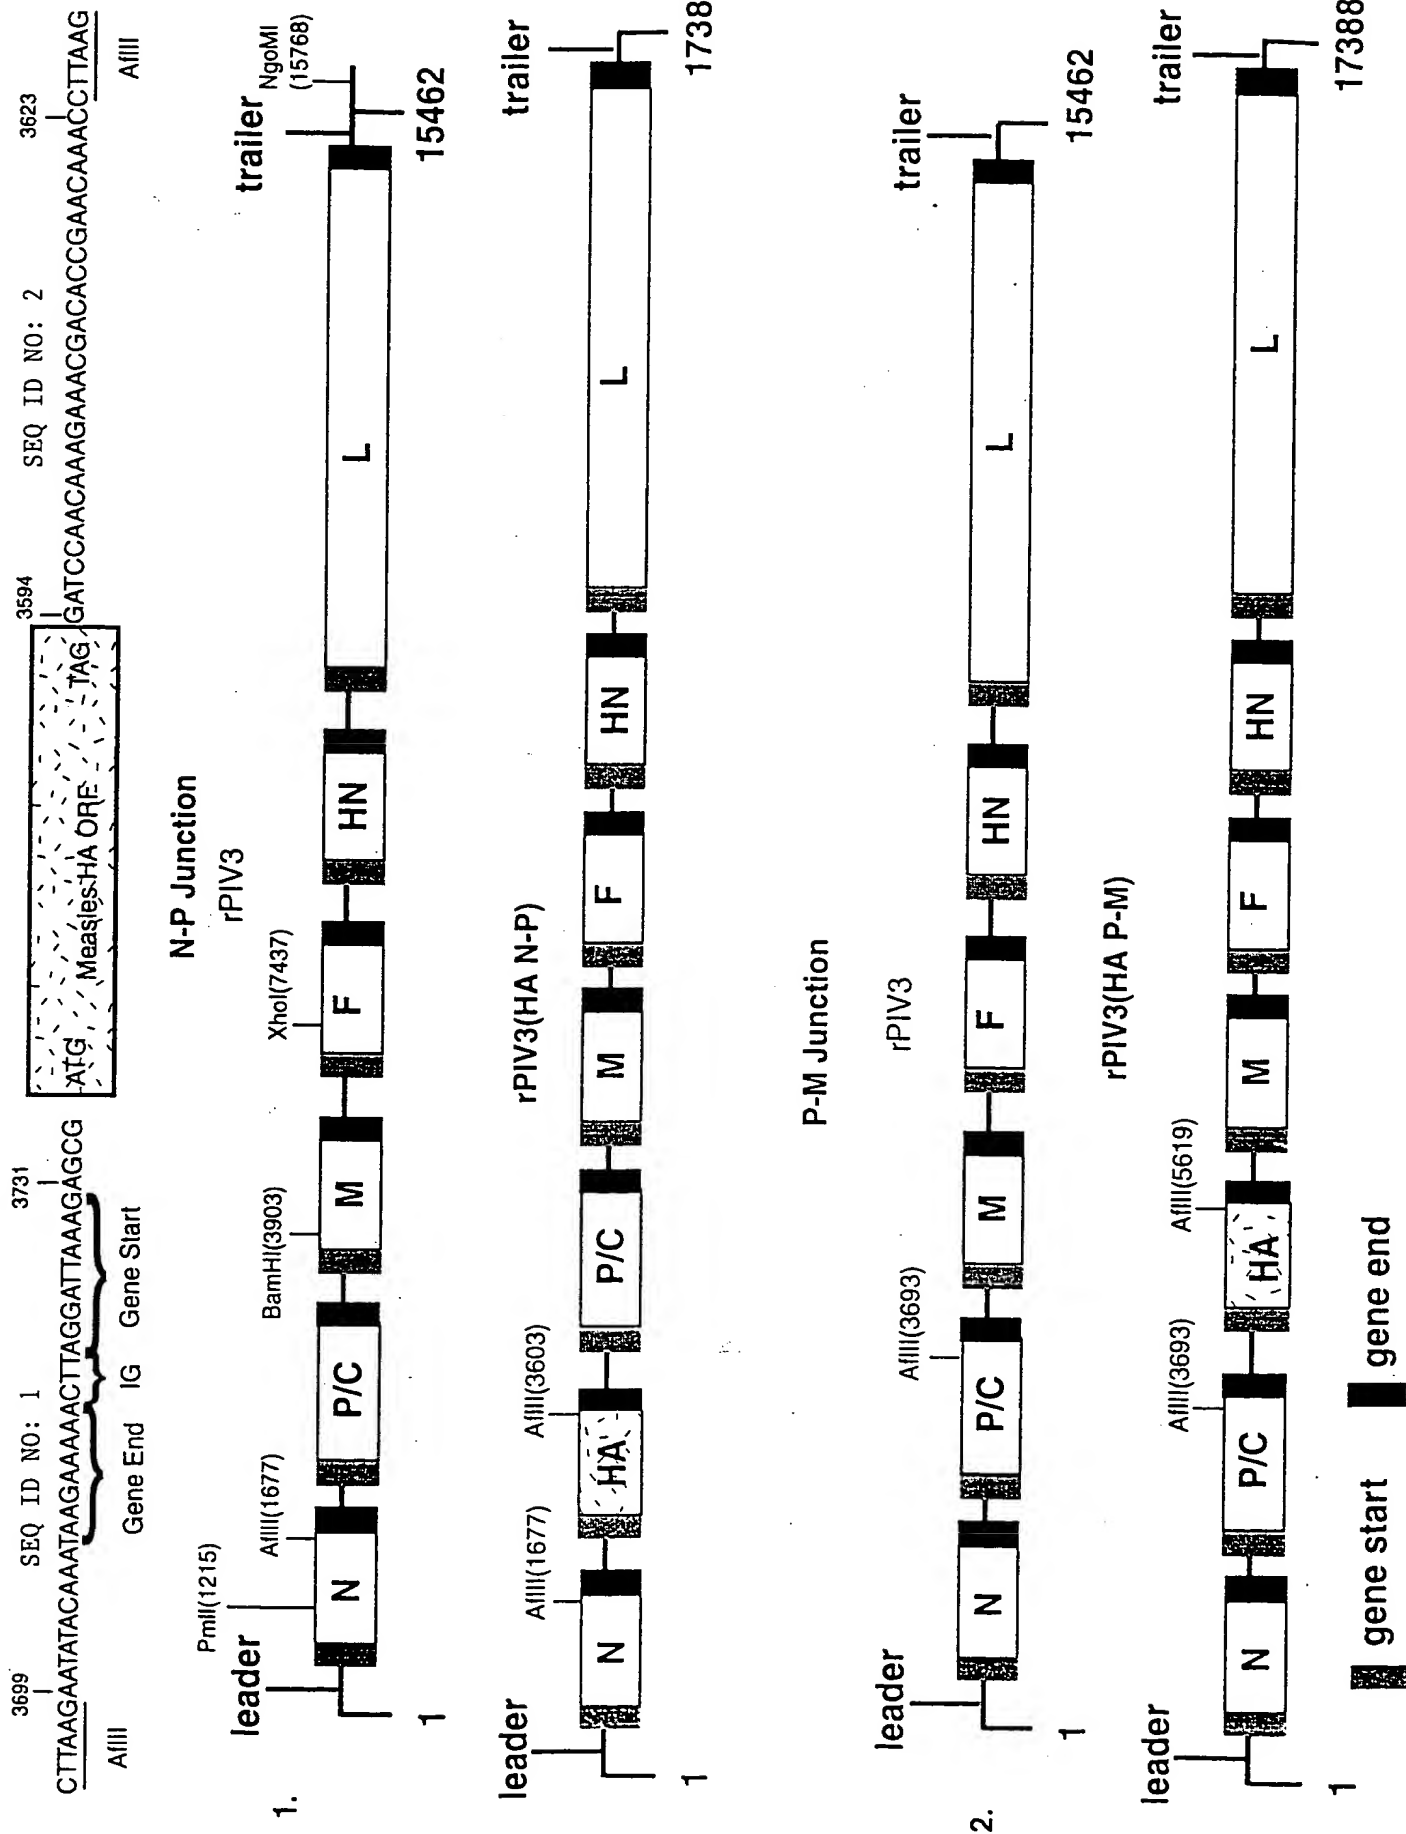 3699 SEQ ID NO: 1 3731 3594 SEQ ID NO: 2 3623
CTTAAGAATATACAAATAAGAAAAACTTAGGATTAAAGAGCG ATG Measles HA ORF TAG GATCCAACAAAGAAACGACACCGAACAAACCTTAAG
AflII Gene End IG Gene Start AflII
N-P Junction
1. rPIV3
PmlI(1215) AflII(1677) BamHI(3903) XhoI(7437) NgoMI
(15768)
leader trailer
N P/C M F HN L
1 15462
rPIV3(HA N-P)
AflII(1677) AflII(3603)
leader trailer
N HA P/C M F HN L
1 1738
P-M Junction
2. rPIV3
AflII(3693)
leader trailer
N P/C M F HN L
1 15462
rPIV3(HA P-M)
AflII(3693) AflII(5619)
leader trailer
N P/C HA M F HN L
1 17388
gene start gene end